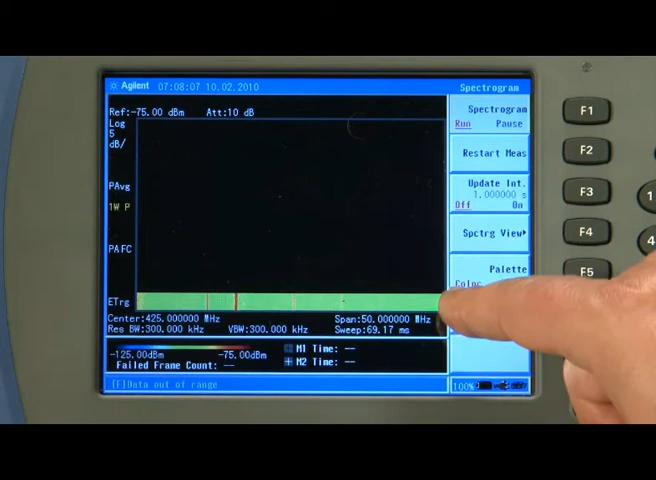 Agilent 07:08:07 10.02.2010 Spectrogram
Ref:-75.00 dBm Att:10 dB
Log
5
dB/
PAvg
1W P
PAFC
ETrg
Center:425.000000 MHz Span:50.000000 MHz
Res BW:300.000 kHz VBW:300.000 kHz Sweep:69.17 ms
-125.00dBm -75.00dBm
Failed Frame Count: --
M1 Time: --
M2 Time: --
[F]Data out of range
100%
Spectrogram
Run Pause
Restart Meas
Update Int.
1.000000 s
Off On
Spctrg View
Palette
Color
F1
F2
F3
F4
F5
1
4